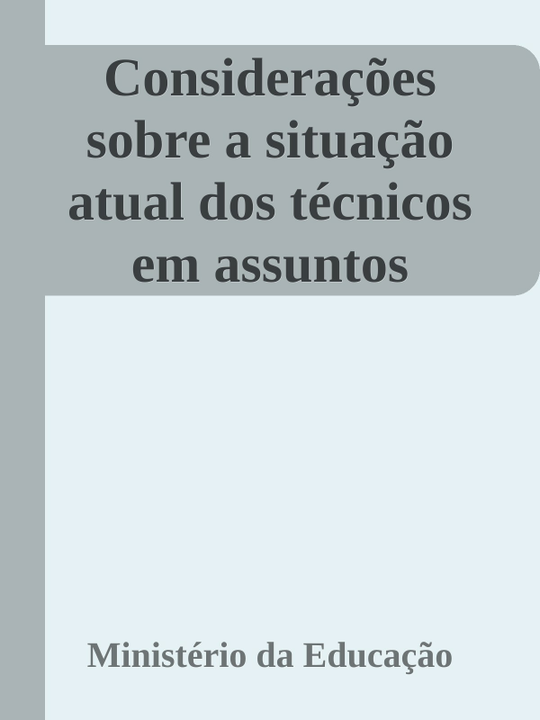 Considerações
sobre a situação
atual dos técnicos
em assuntos
Ministério da Educação